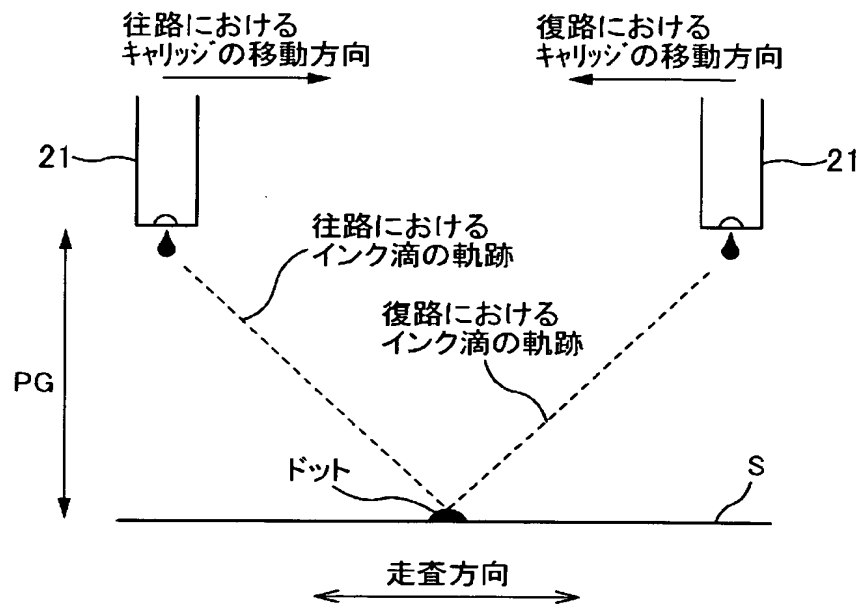 往路における
キャリッジの移動方向
復路における
キャリッジの移動方向
21
21
往路における
インク滴の軌跡
復路における
インク滴の軌跡
PG
ドット
S
走査方向